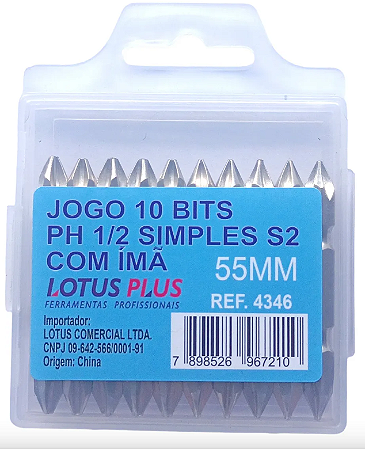 JOGO 10 BITS
PH 1/2 SIMPLES S2
COM ÍMÃ
55MM
LOTUS PLUS
FERRAMENTAS PROFISSIONAIS
REF. 4346
Importador:
LOTUS COMERCIAL LTDA.
CNPJ 09-642-566/0001-91
Origem: China
7 898526 967210